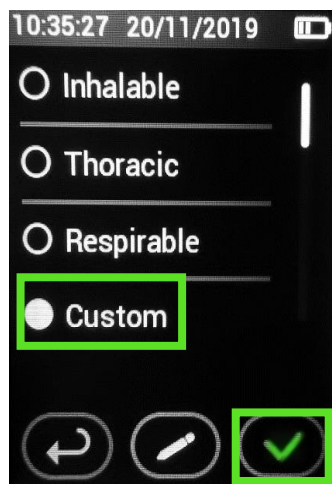 10:35:27 20/11/2019
Inhalable
Thoracic
Respirable
Custom